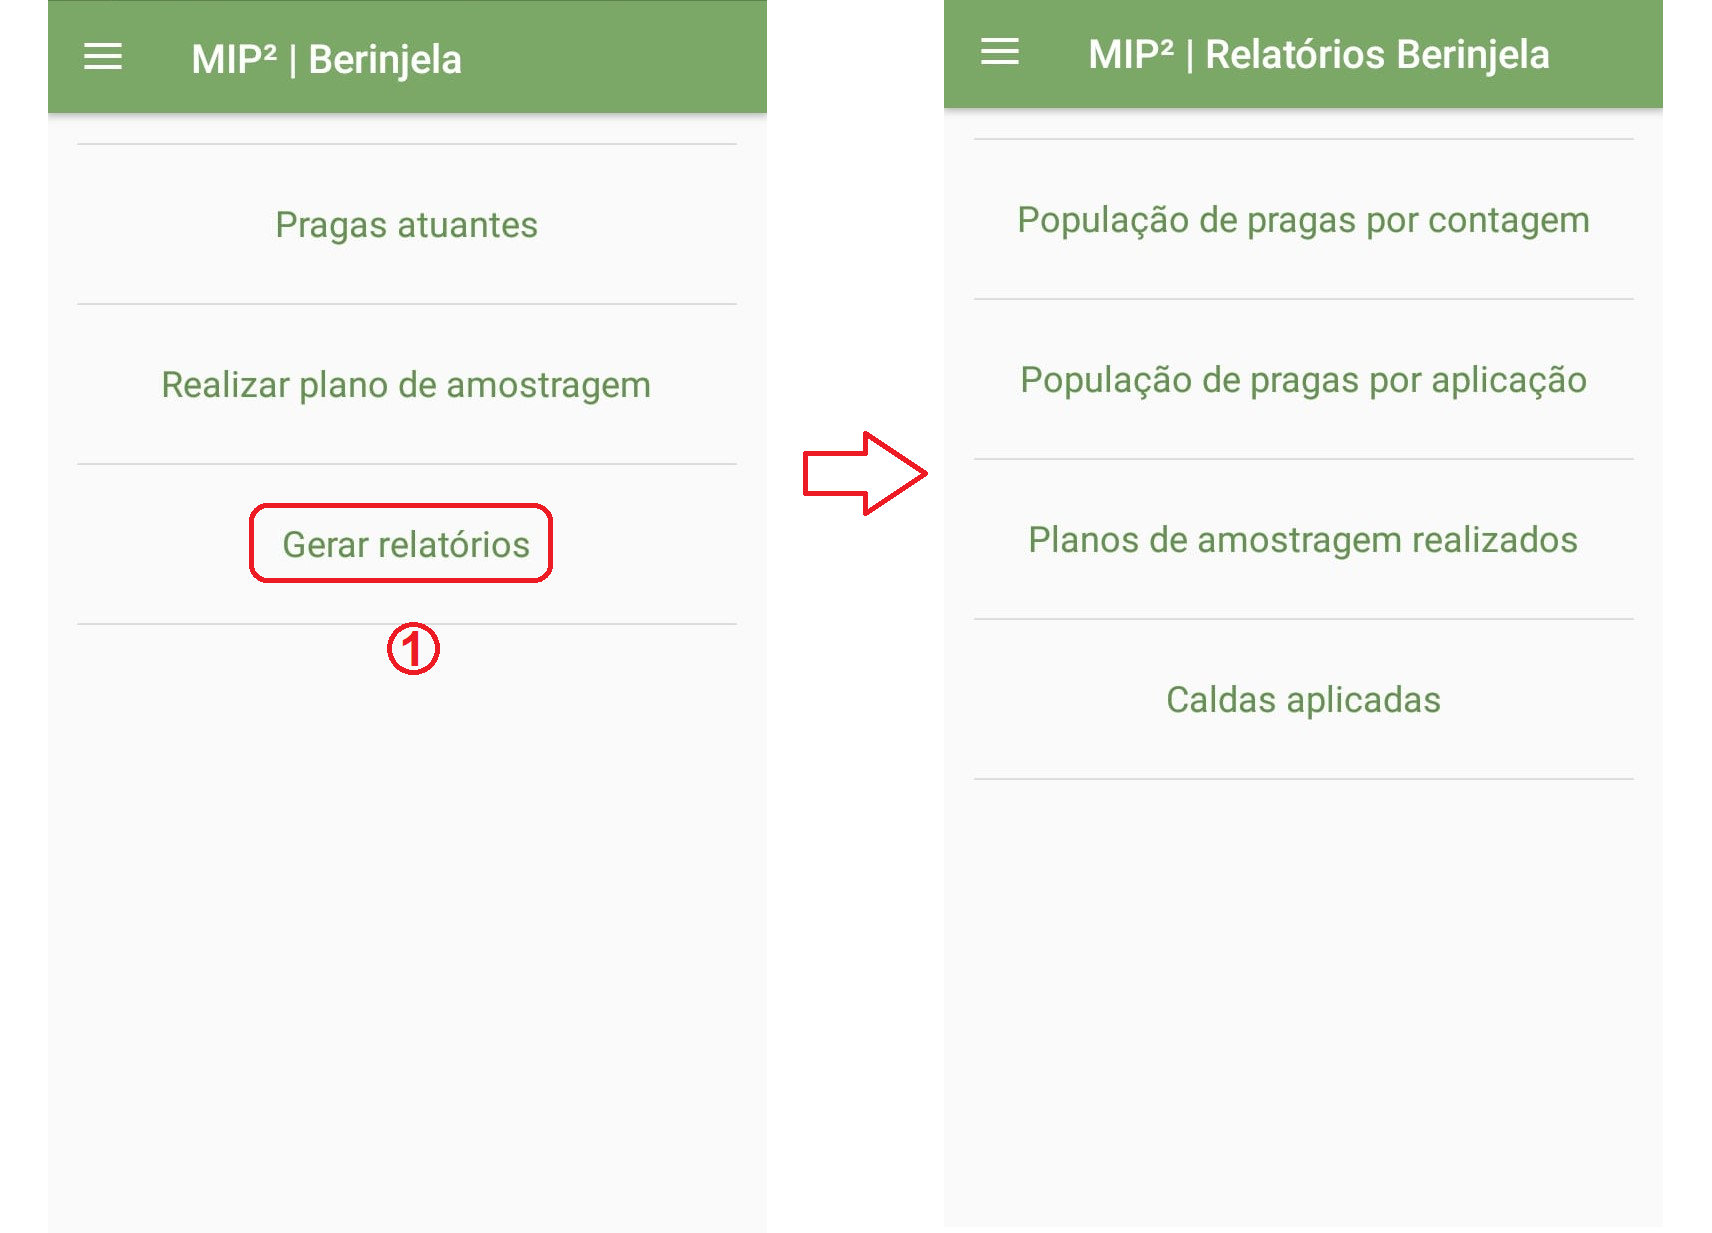 MIP² | Berinjela
Pragas atuantes
Realizar plano de amostragem
Gerar relatórios
1
MIP² | Relatórios Berinjela
População de pragas por contagem
População de pragas por aplicação
Planos de amostragem realizados
Caldas aplicadas